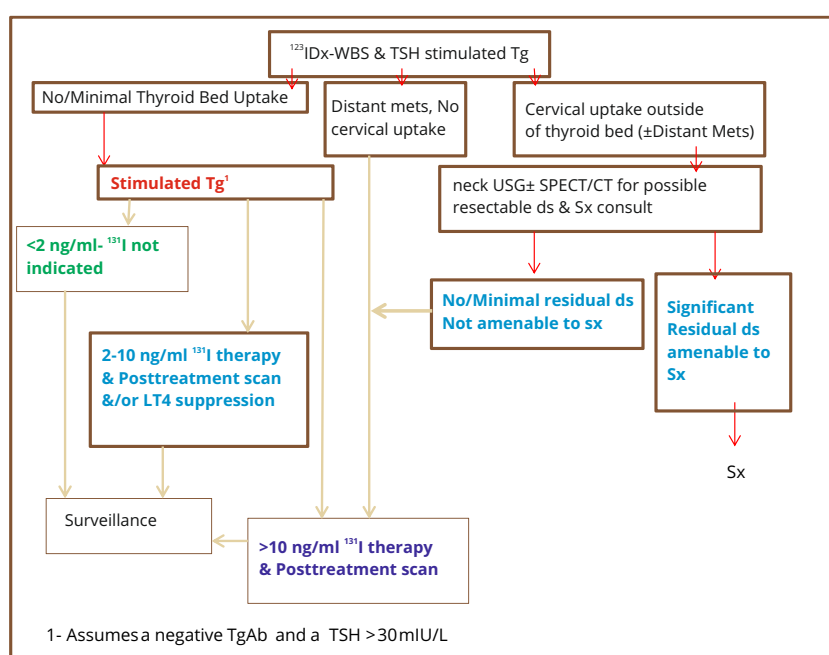 ¹²³IDx-WBS & TSH stimulated Tg
No/Minimal Thyroid Bed Uptake
Distant mets, No
cervical uptake
Cervical uptake outside
of thyroid bed (±Distant Mets)
Stimulated Tg¹
neck USG± SPECT/CT for possible
resectable ds & Sx consult
<2 ng/ml- ¹³¹I not
indicated
No/Minimal residual ds
Not amenable to sx
Significant
Residual ds
amenable to
Sx
2-10 ng/ml ¹³¹I therapy
& Posttreatment scan
&/or LT4 suppression
Sx
Surveillance
>10 ng/ml ¹³¹I therapy
& Posttreatment scan
1- Assumes a negative TgAb and a TSH >30mIU/L